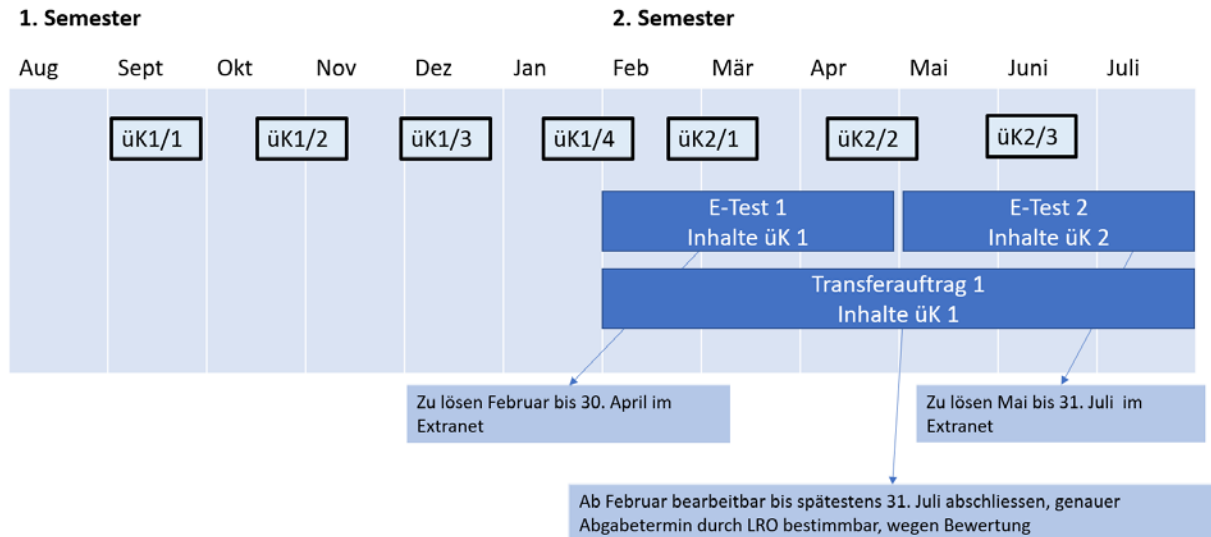 1. Semester
2. Semester
Aug Sept Okt Nov Dez Jan Feb Mär Apr Mai Juni Juli
üK1/1 üK1/2 üK1/3 üK1/4 üK2/1 üK2/2 üK2/3
E-Test 1
Inhalte üK 1
E-Test 2
Inhalte üK 2
Transferauftrag 1
Inhalte üK 1
Zu lösen Februar bis 30. April im
Extranet
Zu lösen Mai bis 31. Juli im
Extranet
Ab Februar bearbeitbar bis spätestens 31. Juli abschliessen, genauer
Abgabetermin durch LRO bestimmbar, wegen Bewertung